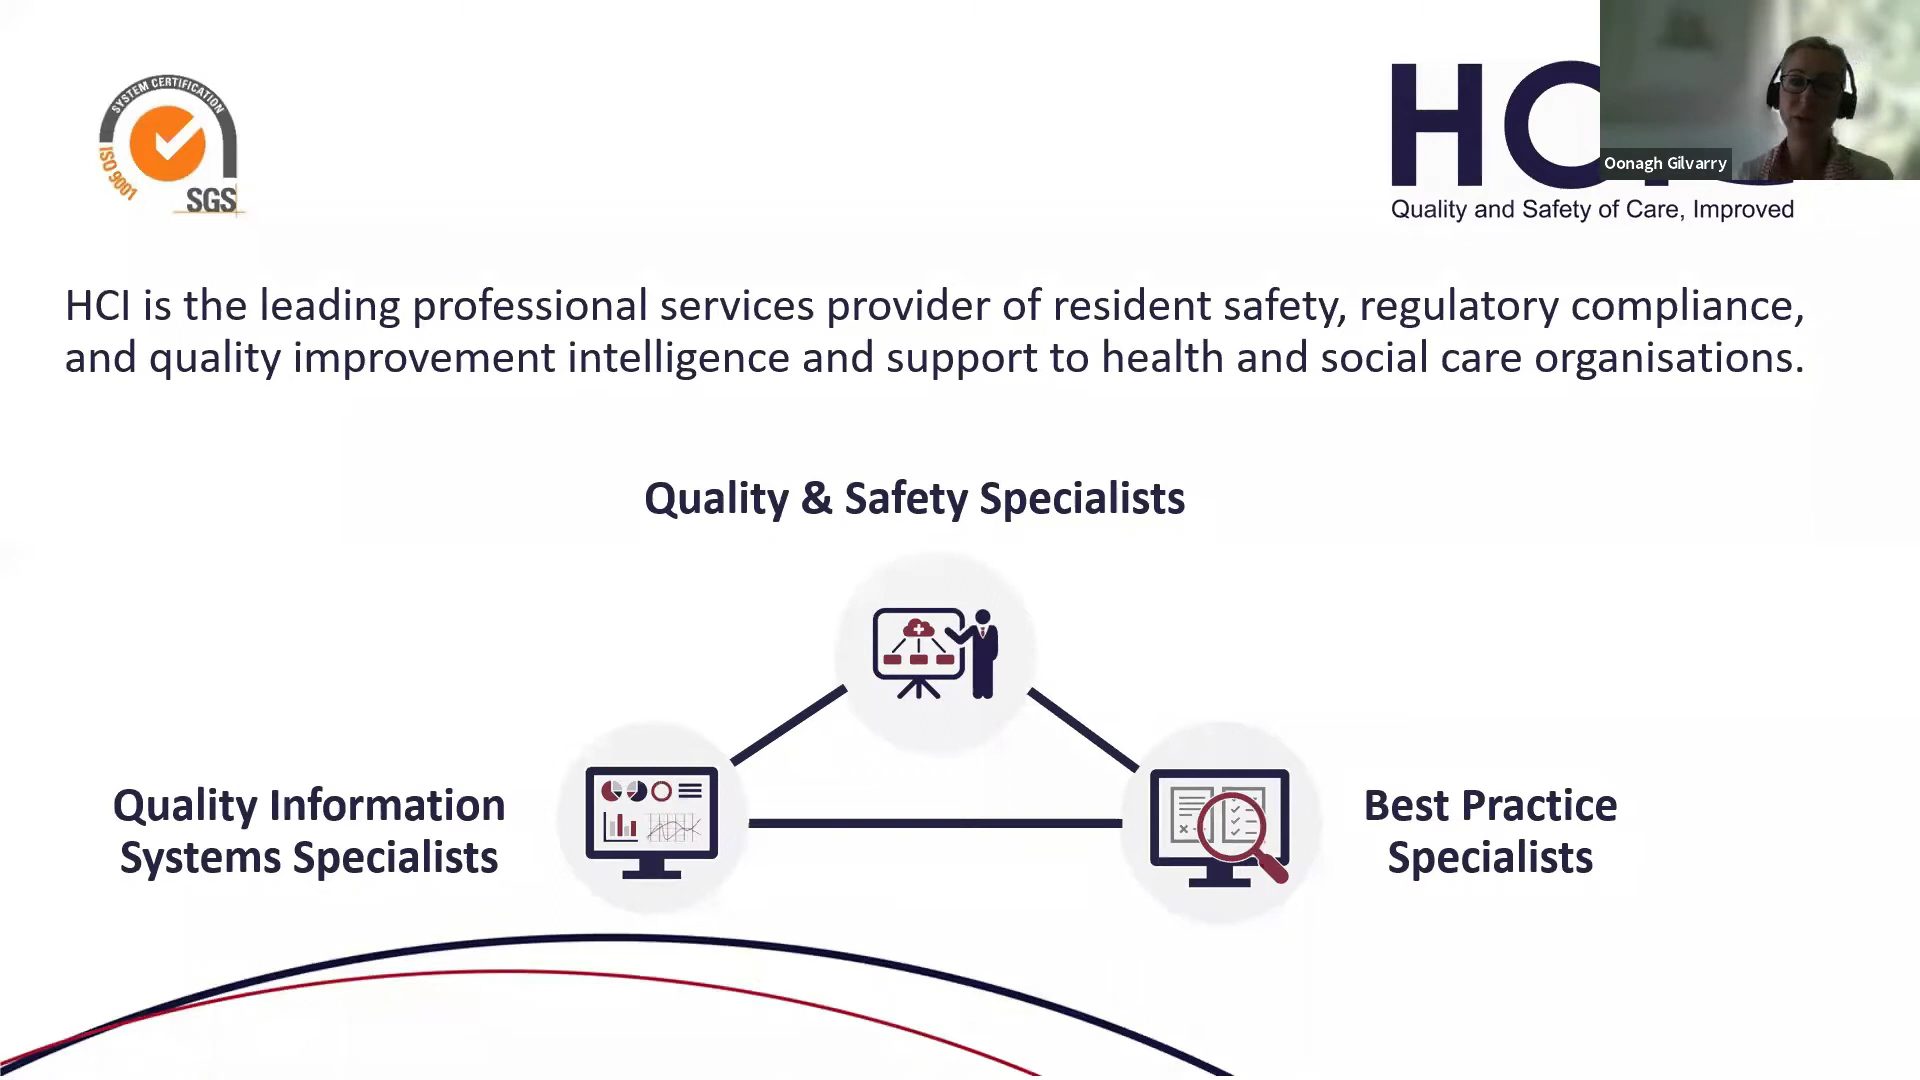 SYSTEM CERTIFICATION
ISO 9001
SGS
HC
Oonagh Gilvarry
Quality and Safety of Care, Improved
HCI is the leading professional services provider of resident safety, regulatory compliance,
and quality improvement intelligence and support to health and social care organisations.
Quality & Safety Specialists
Quality Information
Systems Specialists
Best Practice
Specialists